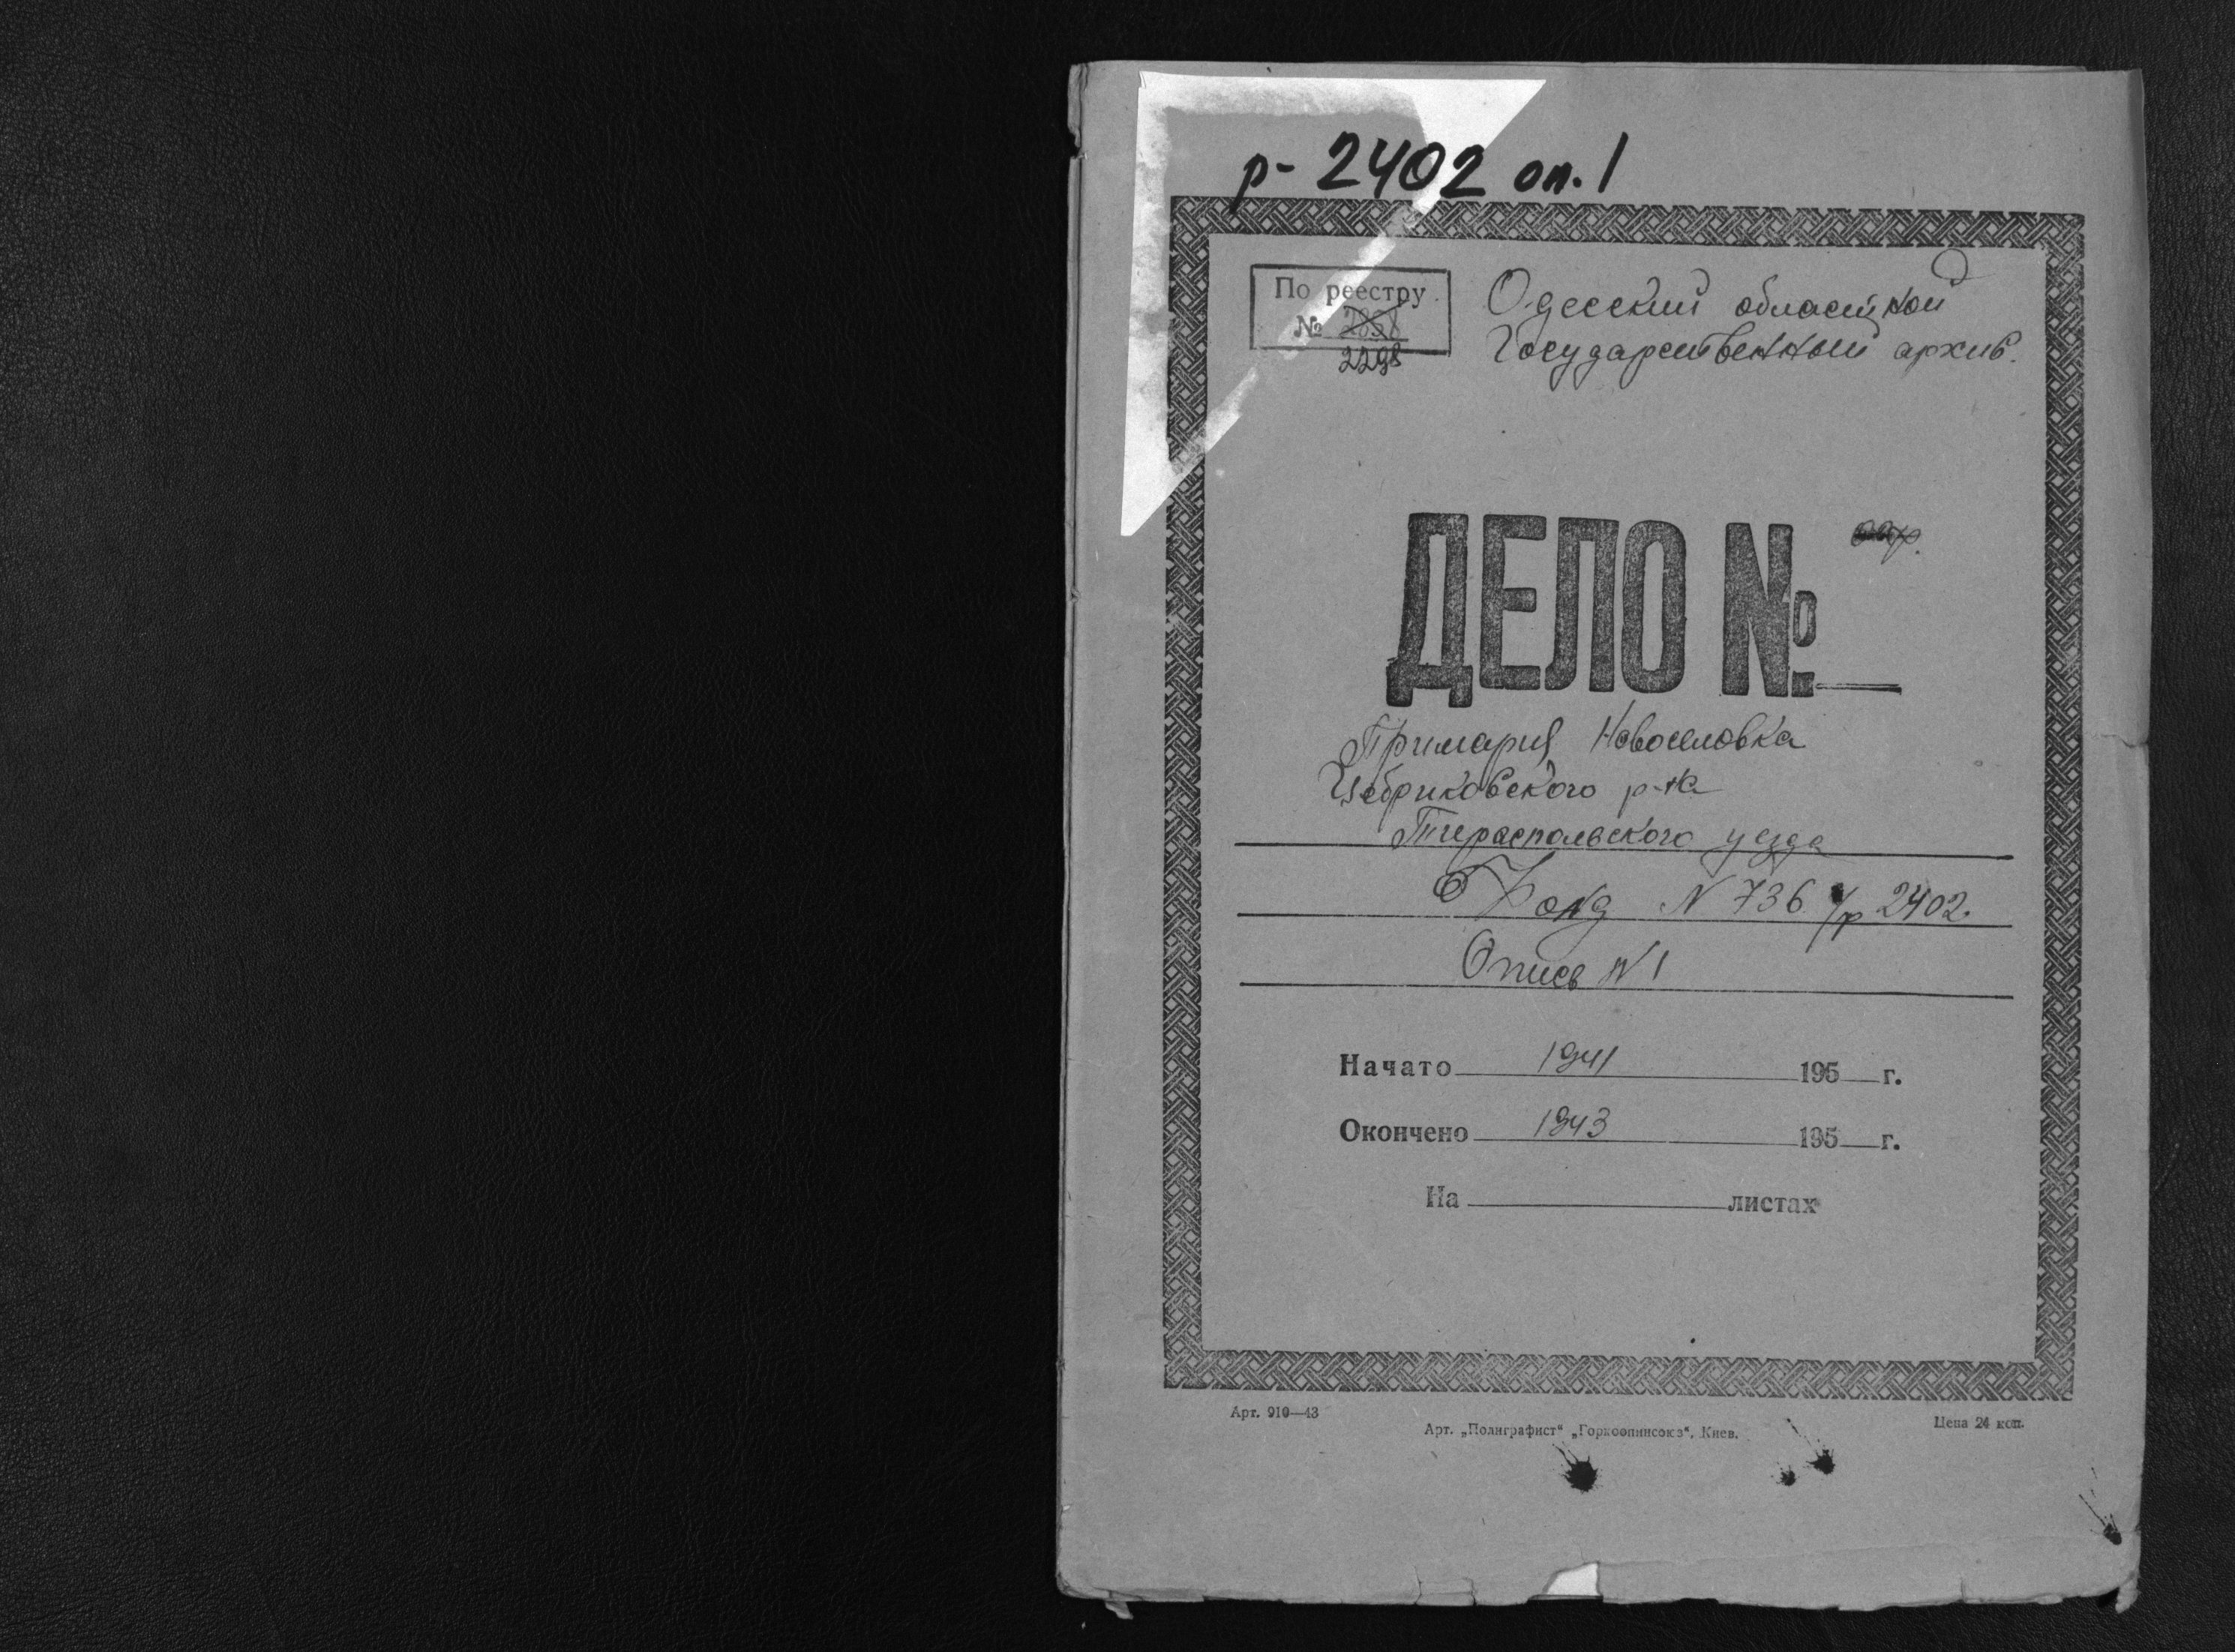 р-2402 оп.1
По реестру
№
2298
Одесский областной
Государственный архив.
ДЕЛО №
Примария Новоселовка
Цебриковского р-на
Тираспольского уезда
Фонд N 736 р 2402.
Опись N 1
Начато 1941 195 г.
Окончено 1943 195 г.
На листах
Арт. 910—43
Арт. „Полиграфист“ „Горкоопинсоюз“, Киев.
Цена 24 коп.